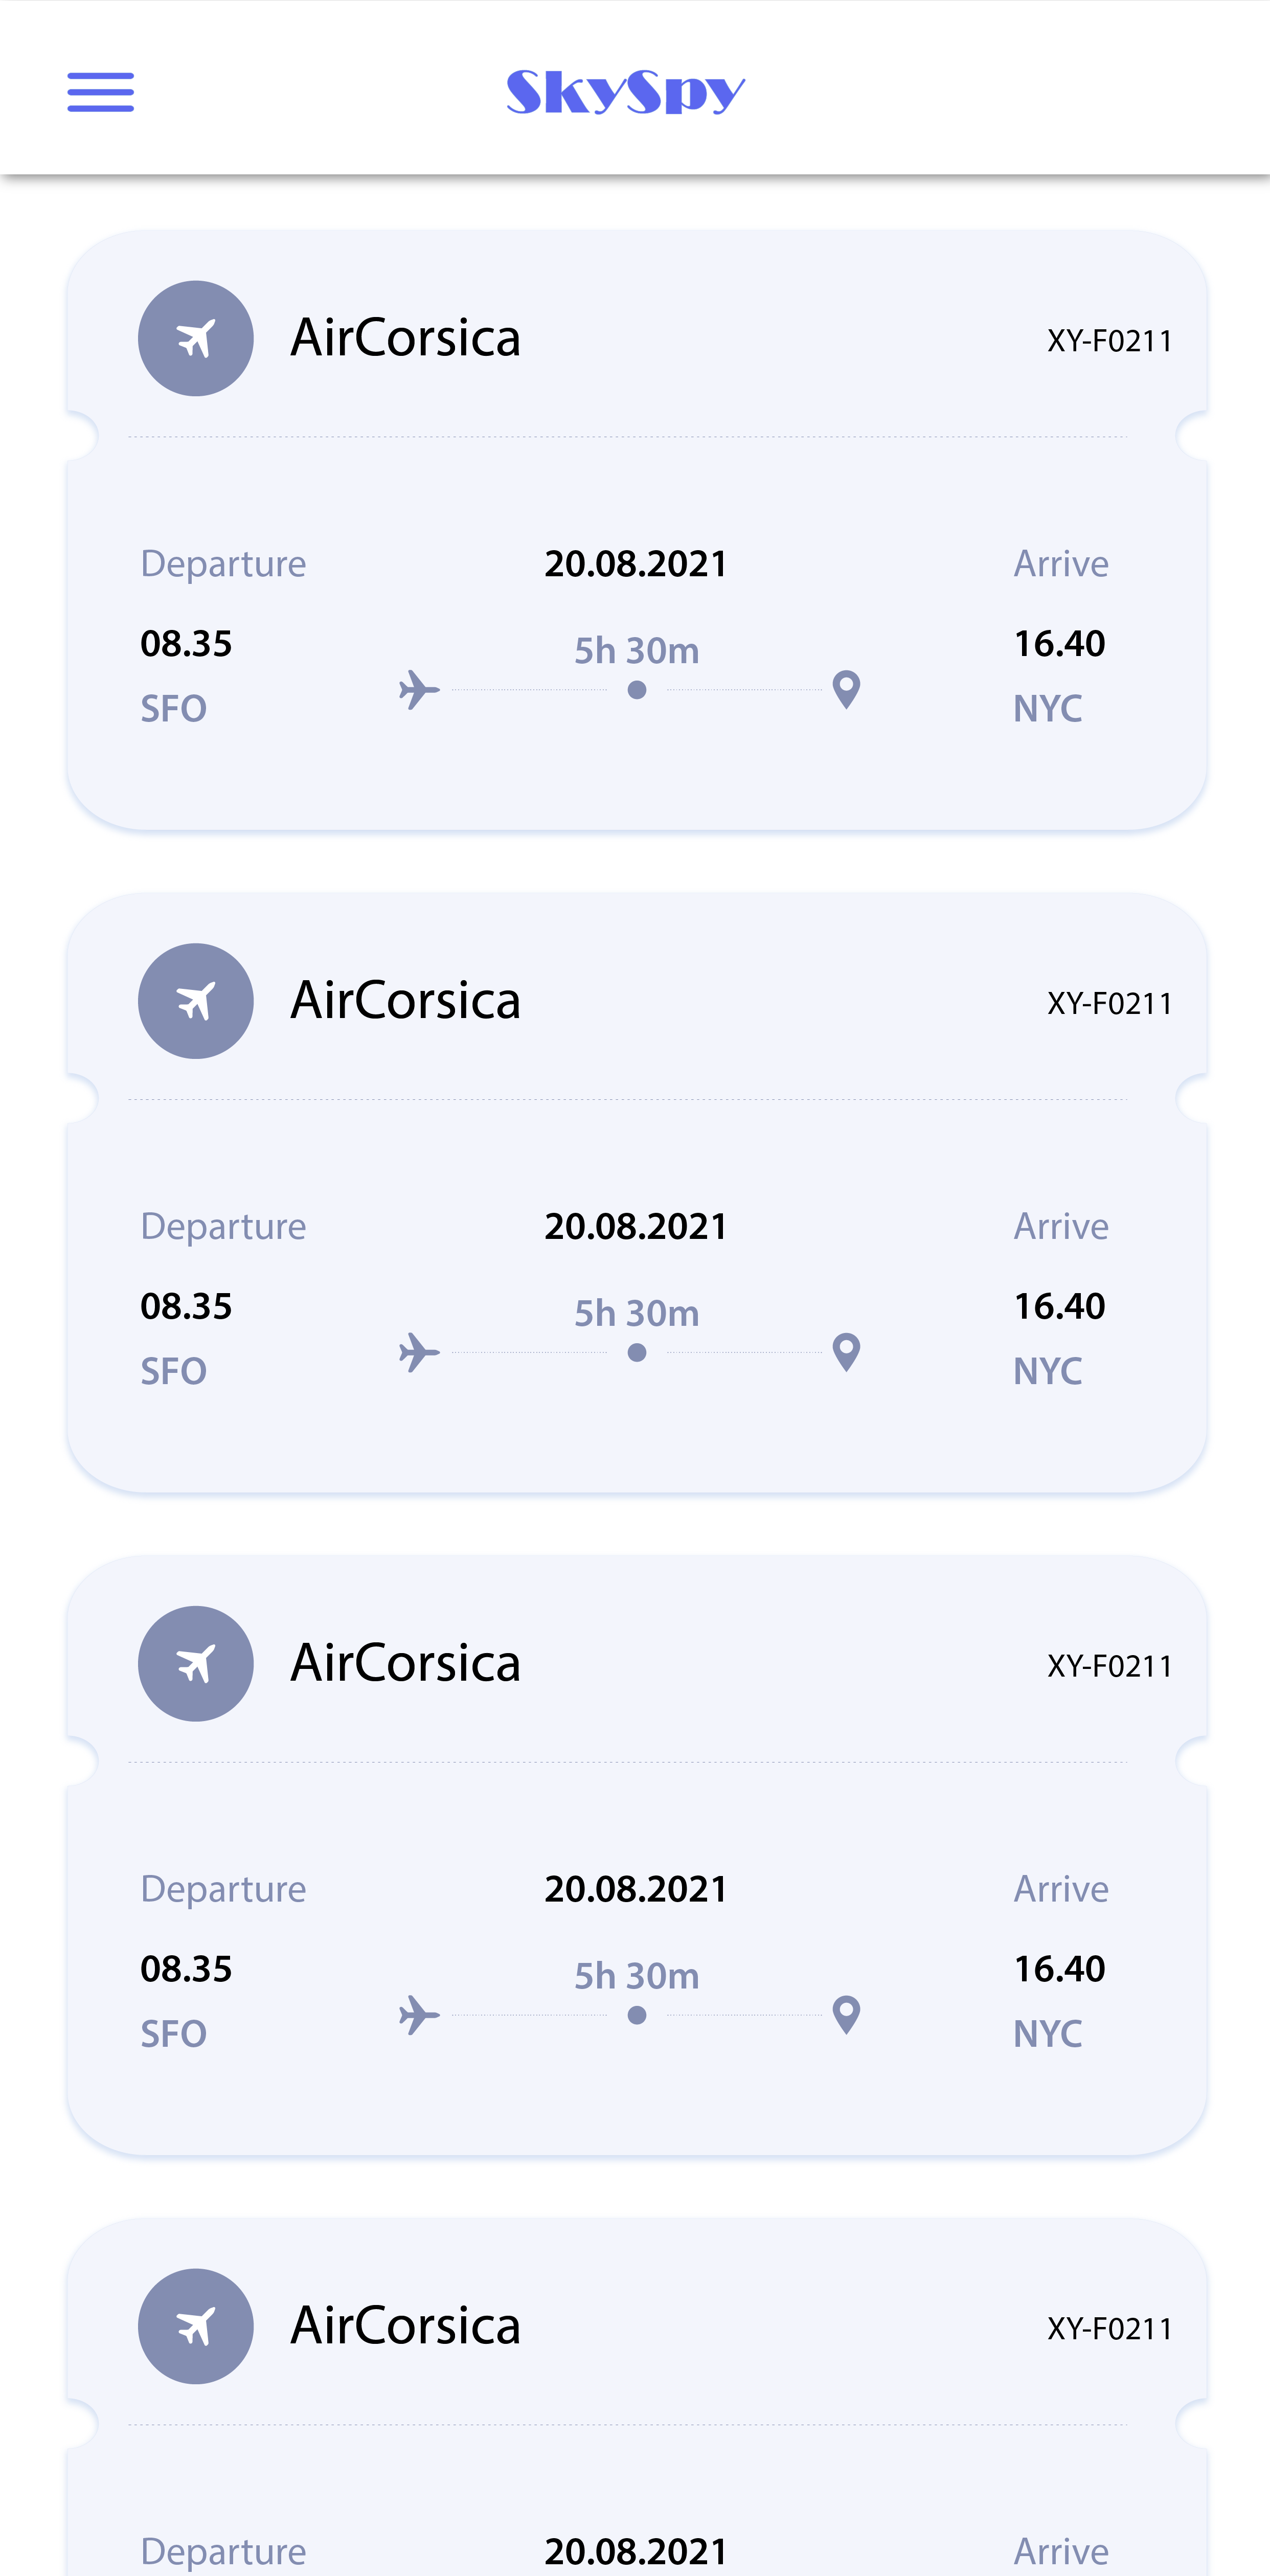 SkySpy
AirCorsica XY-F0211
Departure 20.08.2021 Arrive
08.35 5h 30m 16.40
SFO NYC
AirCorsica XY-F0211
Departure 20.08.2021 Arrive
08.35 5h 30m 16.40
SFO NYC
AirCorsica XY-F0211
Departure 20.08.2021 Arrive
08.35 5h 30m 16.40
SFO NYC
AirCorsica XY-F0211
Departure 20.08.2021 Arrive